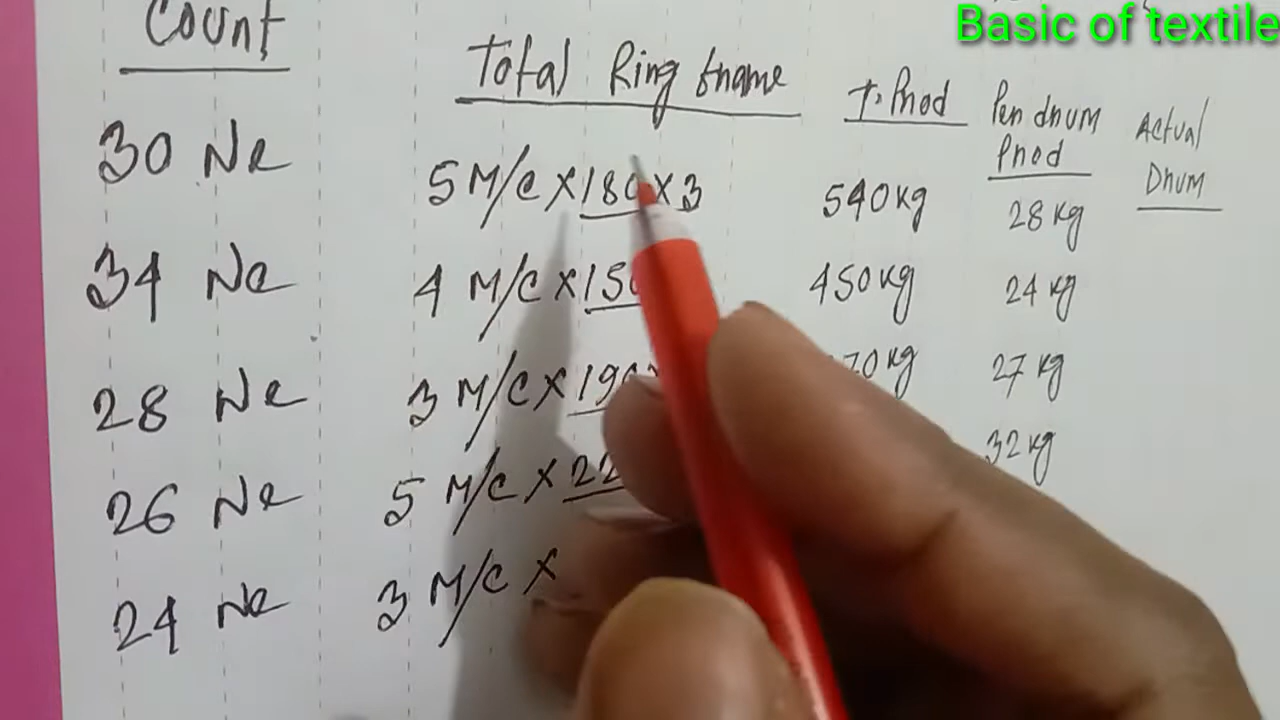 Basic of textile
Count Total Ring frame T. Prod Per drum Prod Actual Drum
30 Ne 5 M/C X 180 X 3 540 kg 28 kg
34 Ne 4 M/C X 150 450 kg 24 kg
28 Ne 3 M/C X 190 70 kg 27 kg
26 Ne 5 M/C X 22 32 kg
24 Ne 3 M/C X